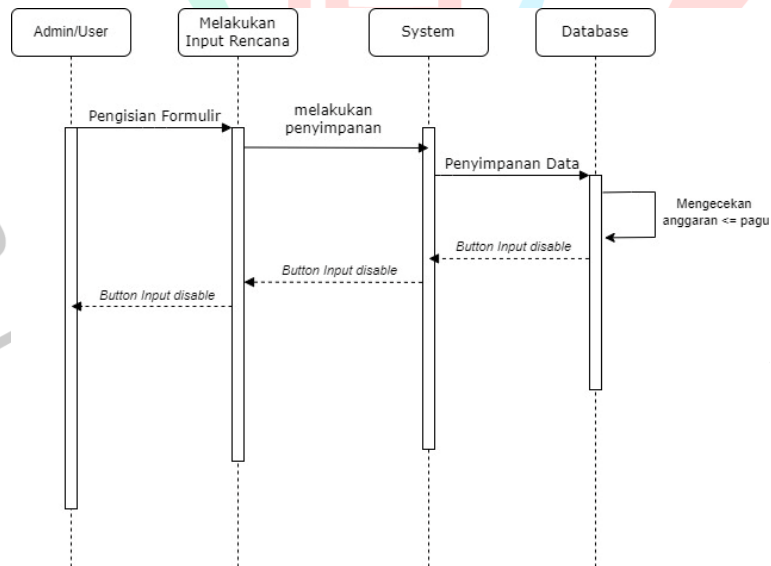 Admin/User
Melakukan
Input Rencana
System
Database
Pengisian Formulir
melakukan
penyimpanan
Penyimpanan Data
Mengecekan
anggaran <= pagu
Button Input disable
Button Input disable
Button Input disable